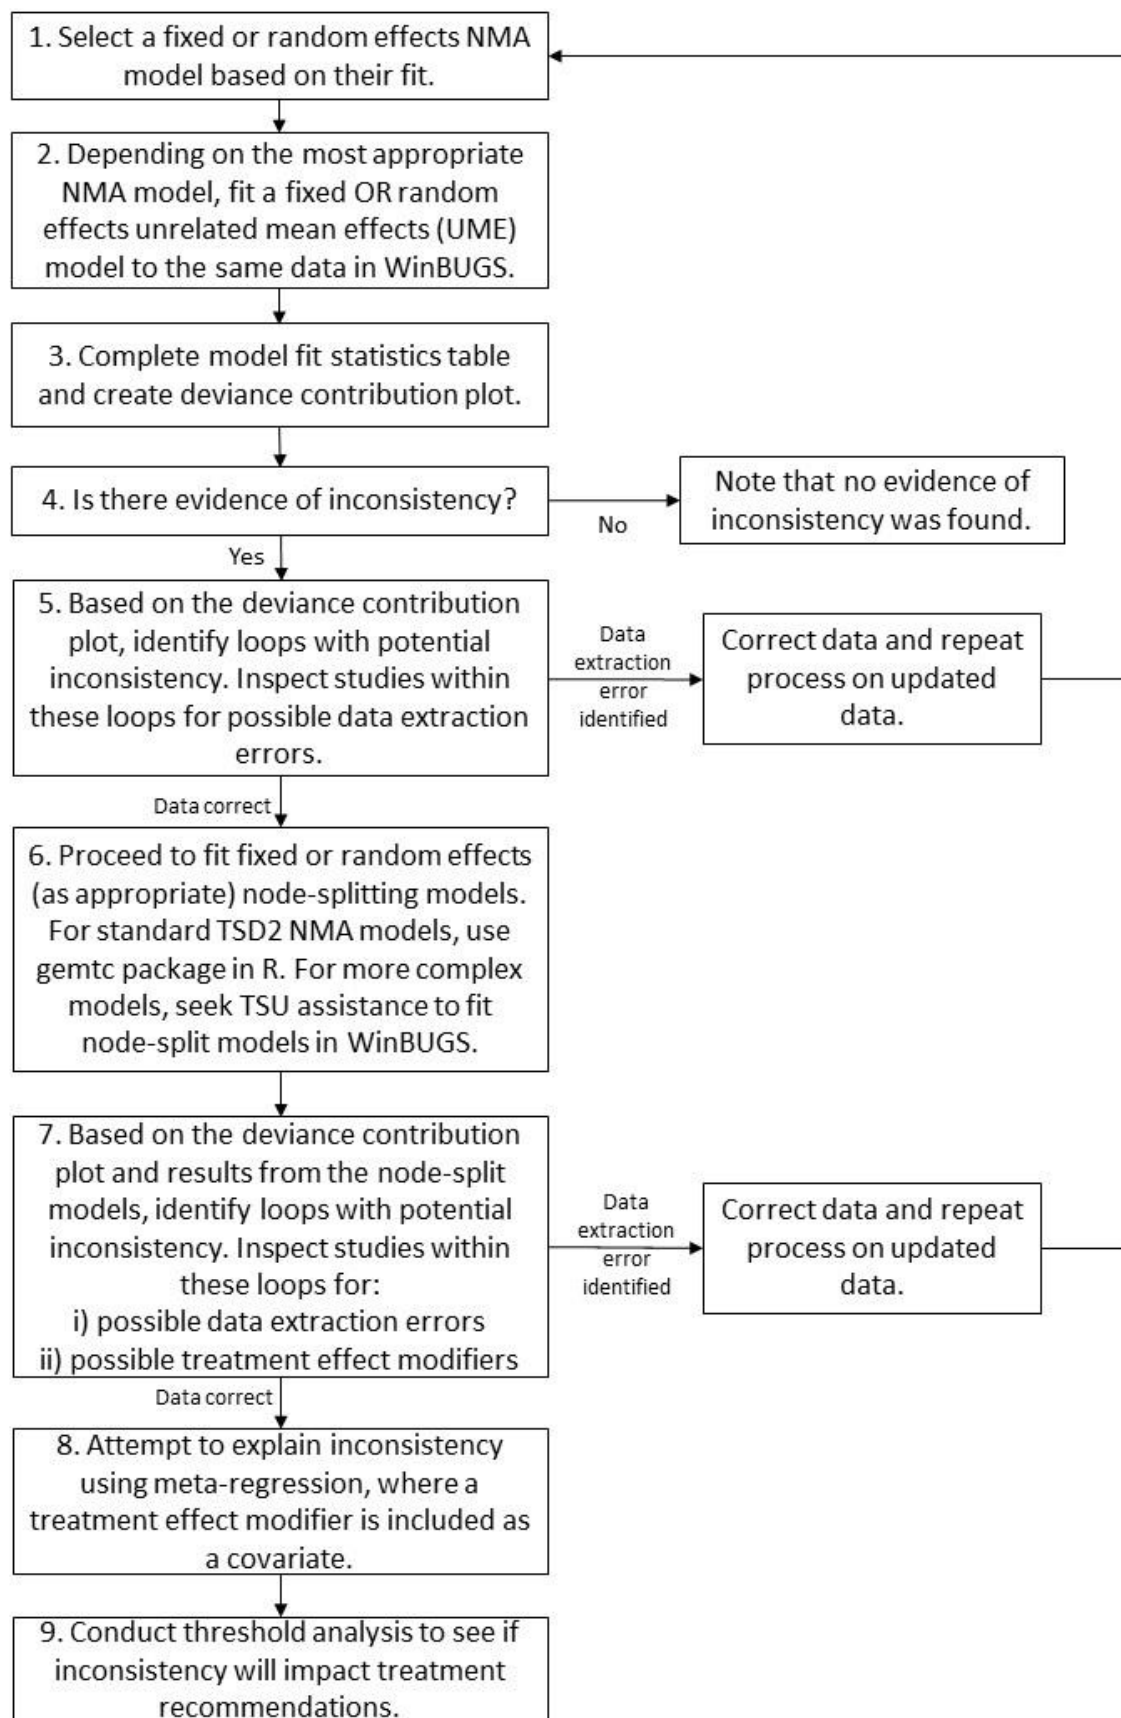 1. Select a fixed or random effects NMA
model based on their fit.
2. Depending on the most appropriate
NMA model, fit a fixed OR random
effects unrelated mean effects (UME)
model to the same data in WinBUGS.
3. Complete model fit statistics table
and create deviance contribution plot.
4. Is there evidence of inconsistency?
No
Note that no evidence of
inconsistency was found.
Yes
5. Based on the deviance contribution
plot, identify loops with potential
inconsistency. Inspect studies within
these loops for possible data extraction
errors.
Data
extraction
error
identified
Correct data and repeat
process on updated
data.
Data correct
6. Proceed to fit fixed or random effects
(as appropriate) node-splitting models.
For standard TSD2 NMA models, use
gemtc package in R. For more complex
models, seek TSU assistance to fit
node-split models in WinBUGS.
7. Based on the deviance contribution
plot and results from the node-split
models, identify loops with potential
inconsistency. Inspect studies within
these loops for:
i) possible data extraction errors
ii) possible treatment effect modifiers
Data
extraction
error
identified
Correct data and repeat
process on updated
data.
Data correct
8. Attempt to explain inconsistency
using meta-regression, where a
treatment effect modifier is included as
a covariate.
9. Conduct threshold analysis to see if
inconsistency will impact treatment
recommendations.